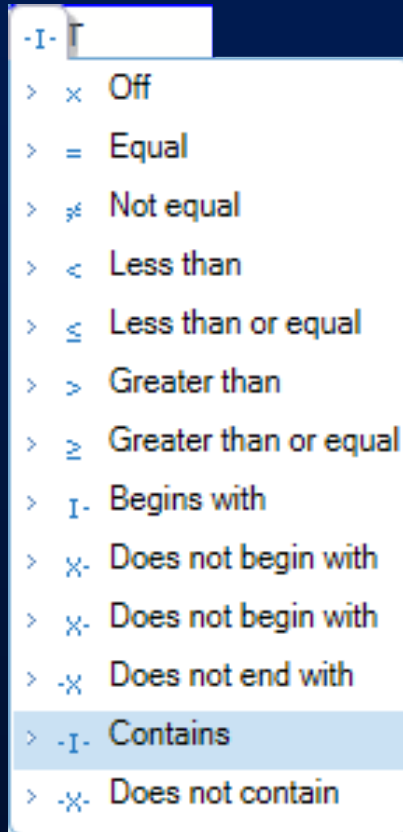 -I- T
> × Off
> = Equal
> ≠ Not equal
> < Less than
> ≤ Less than or equal
> > Greater than
> ≥ Greater than or equal
> I- Begins with
> X- Does not begin with
> X- Does not begin with
> -X Does not end with
> -I- Contains
> -X- Does not contain